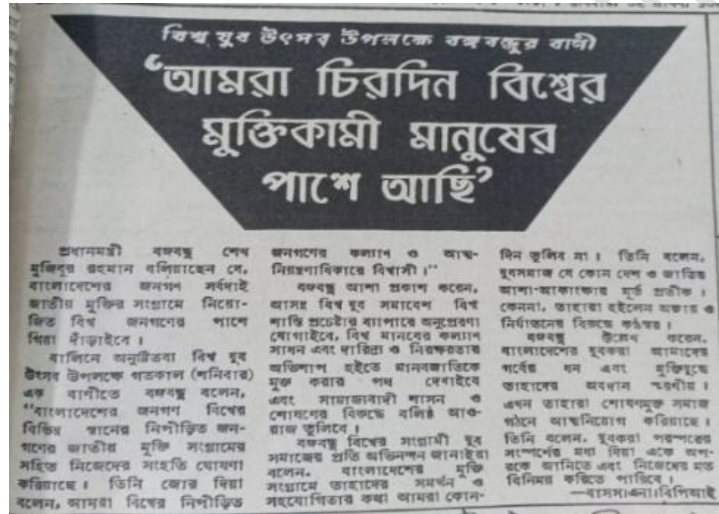 বিশ্ব যুব উৎসব উপলক্ষে বঙ্গবন্ধুর বাণী
‘আমরা চিরদিন বিশ্বের
মুক্তিকামী মানুষের
পাশে আছি’
প্রধানমন্ত্রী বঙ্গবন্ধু শেখ
মুজিবুর রহমান বলিয়াছেন যে,
বাংলাদেশের জনগণ সর্বদাই
জাতীয় মুক্তির সংগ্রামে নিয়ো-
জিত বিশ্ব জনগণের পাশে
গিয়া দাঁড়াইবে।
বার্লিনে অনুষ্ঠিতব্য বিশ্ব যুব
উৎসব উপলক্ষে গতকাল (শনিবার)
এক বাণীতে বঙ্গবন্ধু বলেন,
“বাংলাদেশের জনগণ বিশ্বের
বিভিন্ন স্থানের নিপীড়িত জন-
গণের জাতীয় মুক্তি সংগ্রামের
সহিত নিজেদের সংহতি ঘোষণা
করিয়াছে। তিনি জোর দিয়া
বলেন, আমরা বিশ্বের নিপীড়িত
জনগণের কল্যাণ ও আত্ম-
নিয়ন্ত্রণাধিকারে বিশ্বাসী।”
বঙ্গবন্ধু আশা প্রকাশ করেন,
আসন্ন বিশ্ব যুব সমাবেশ বিশ্ব
শান্তি প্রচেষ্টার ব্যাপারে অনুপ্রেরণা
যোগাইবে, বিশ্ব মানবের কল্যাণ
সাধন এবং দারিদ্র্য ও নিরক্ষরতার
অভিশাপ হইতে মানবজাতিকে
মুক্ত করার পথ দেখাইবে
এবং সাম্রাজ্যবাদী শাসন ও
শোষণের বিরুদ্ধে বলিষ্ঠ আও-
য়াজ তুলিবে।
বঙ্গবন্ধু বিশ্বের সংগ্রামী যুব
সমাজের প্রতি অভিনন্দন জানাইয়া
বলেন, বাংলাদেশের মুক্তি
সংগ্রামে তাহাদের সমর্থন ও
সহযোগিতার কথা আমরা কোন-
দিন ভুলিব না। তিনি বলেন,
যুবসমাজ যে কোন দেশ ও জাতির
আশা-আকাংক্ষার মূর্ত প্রতীক।
কেননা, তাহারা হইলেন অন্যায় ও
নির্যাতনের বিরুদ্ধে কণ্ঠস্বর।
বঙ্গবন্ধু উল্লেখ করেন,
বাংলাদেশের যুবকরা আমাদের
গর্বের ধন এবং মুক্তিযুদ্ধে
তাহাদের অবদান স্মরণীয়।
এখন তাহারা শোষণমুক্ত সমাজ
গঠনে আত্মনিয়োগ করিয়াছে।
তিনি বলেন, যুবকরা পরস্পরের
সংস্পর্শের মধ্য দিয়া একে অপ-
রকে জানিতে এবং নিজেদের মত
বিনিময় করিতে পারিবে।
—বাসস/এনা/বিপিআই